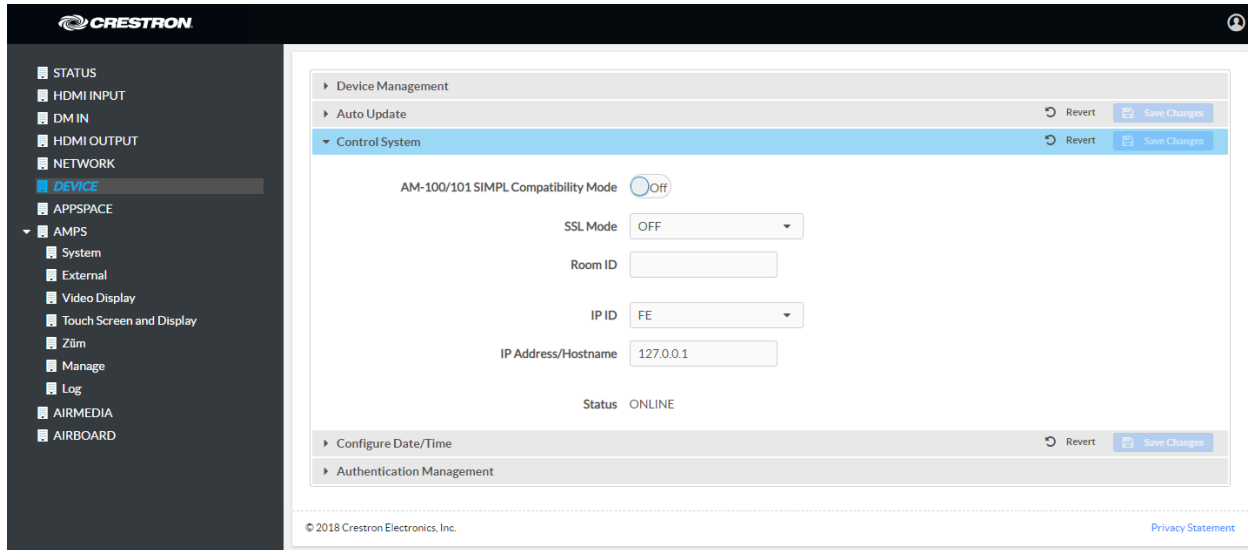 CRESTRON
STATUS
HDMI INPUT
DM IN
HDMI OUTPUT
NETWORK
DEVICE
APPSPACE
AMPS
System
External
Video Display
Touch Screen and Display
Zūm
Manage
Log
AIRMEDIA
AIRBOARD
Device Management
Auto Update Revert Save Changes
Control System Revert Save Changes
AM-100/101 SIMPL Compatibility Mode Off
SSL Mode OFF
Room ID
IP ID FE
IP Address/Hostname 127.0.0.1
Status ONLINE
Configure Date/Time Revert Save Changes
Authentication Management
© 2018 Crestron Electronics, Inc. Privacy Statement